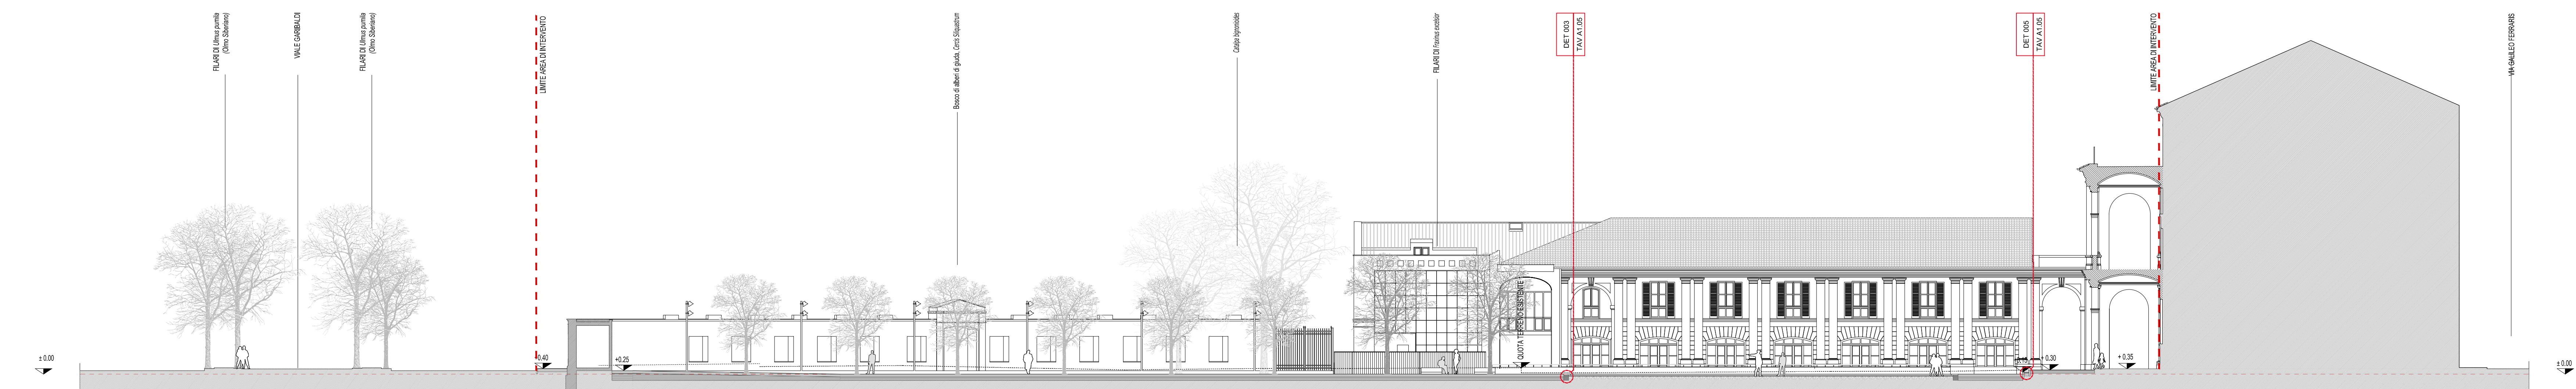 FILARI DI Ulmus pumila
(Olmo Siberiano)
VIALE GARIBALDI
FILARI DI Ulmus pumila
(Olmo Siberiano)
LIMITE AREA DI INTERVENTO
Bosco di alberi di giuda, Cercis Siliquastrum
Catalpa bignonioides
FILARI DI Fraxinus excelsior
DET 003
TAV A1.05
DET 005
TAV A1.05
LIMITE AREA DI INTERVENTO
VIA GALILEO FERRARIS
QUOTA TERRENO ESISTENTE
± 0.00
0.40
+0.25
+ 0.30
+ 0.35
± 0.00